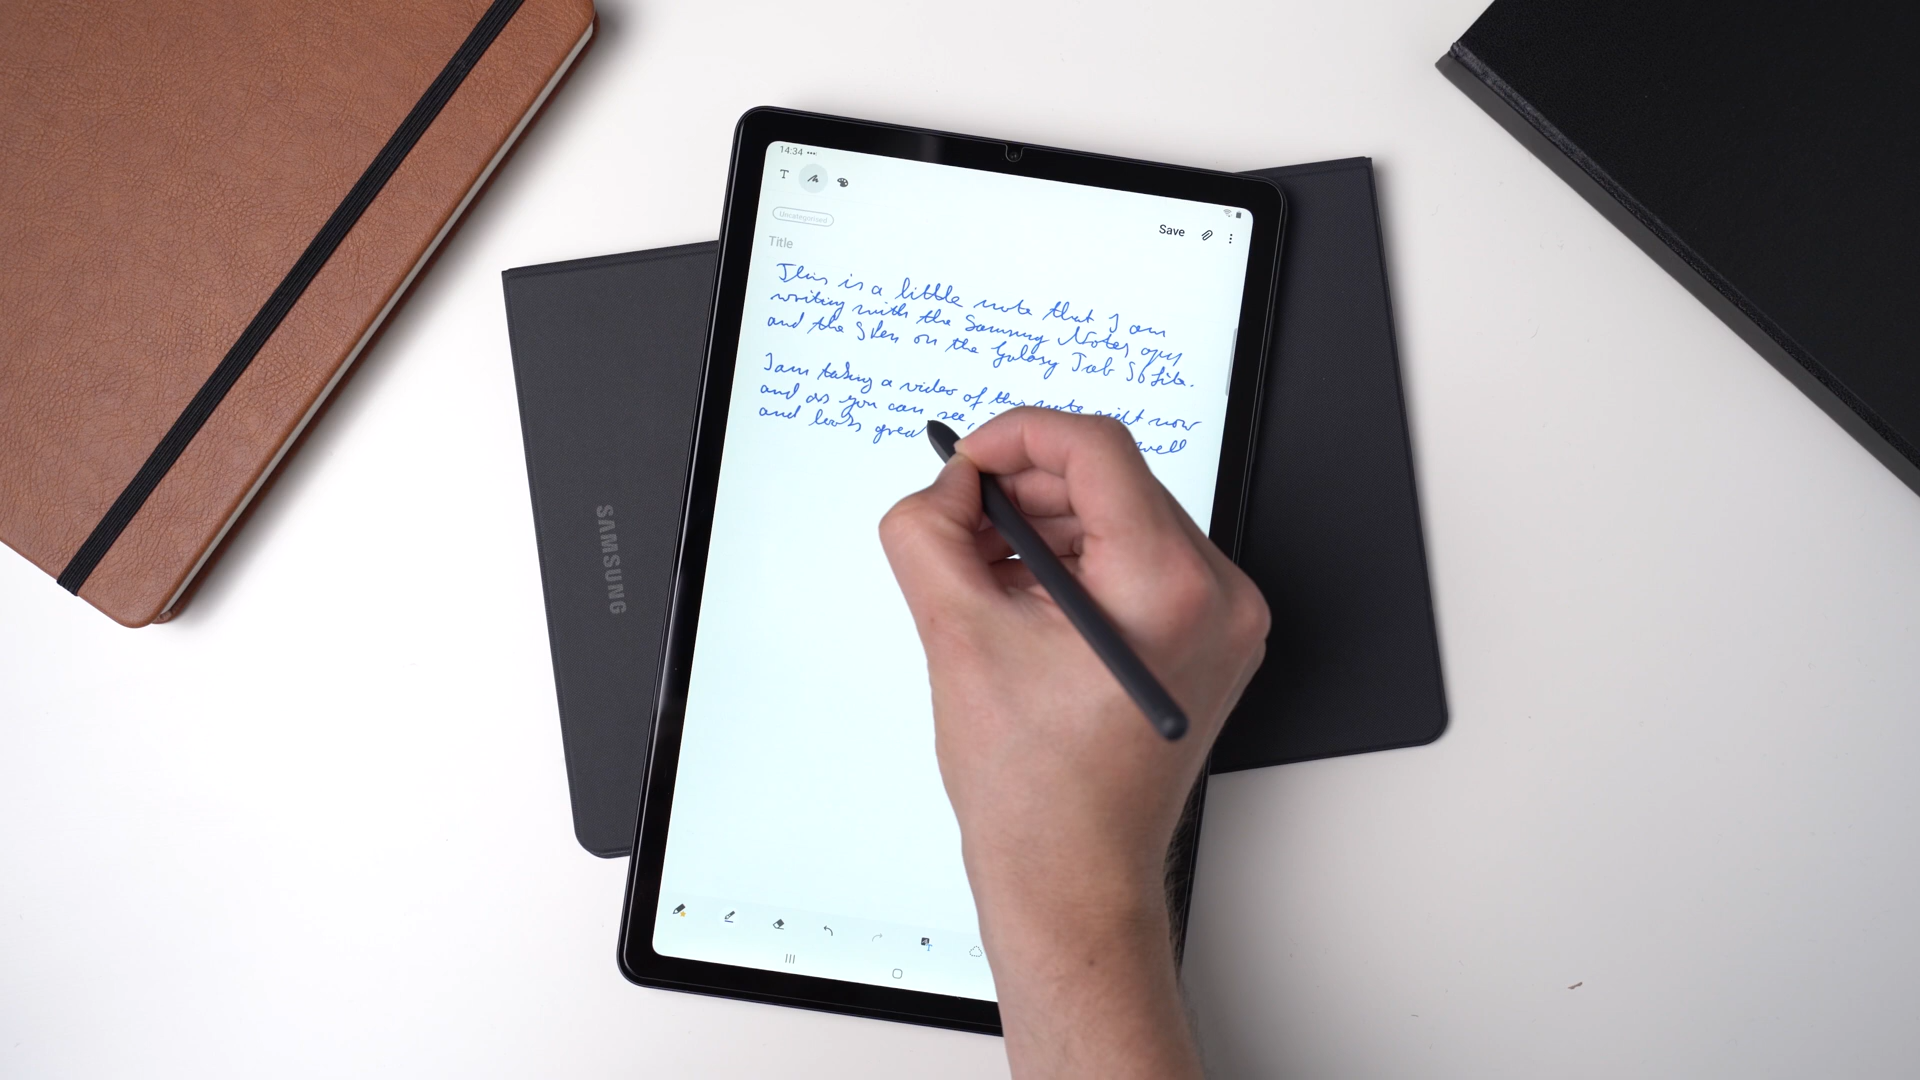 14:34
T
Uncategorised
Save
Title
This is a little note that I am
writing with the Samsung Notes app
and the S Pen on the Galaxy Tab S6 Lite.
I am taking a video of this note right now
and as you can see, well
and looks grea
SAMSUNG